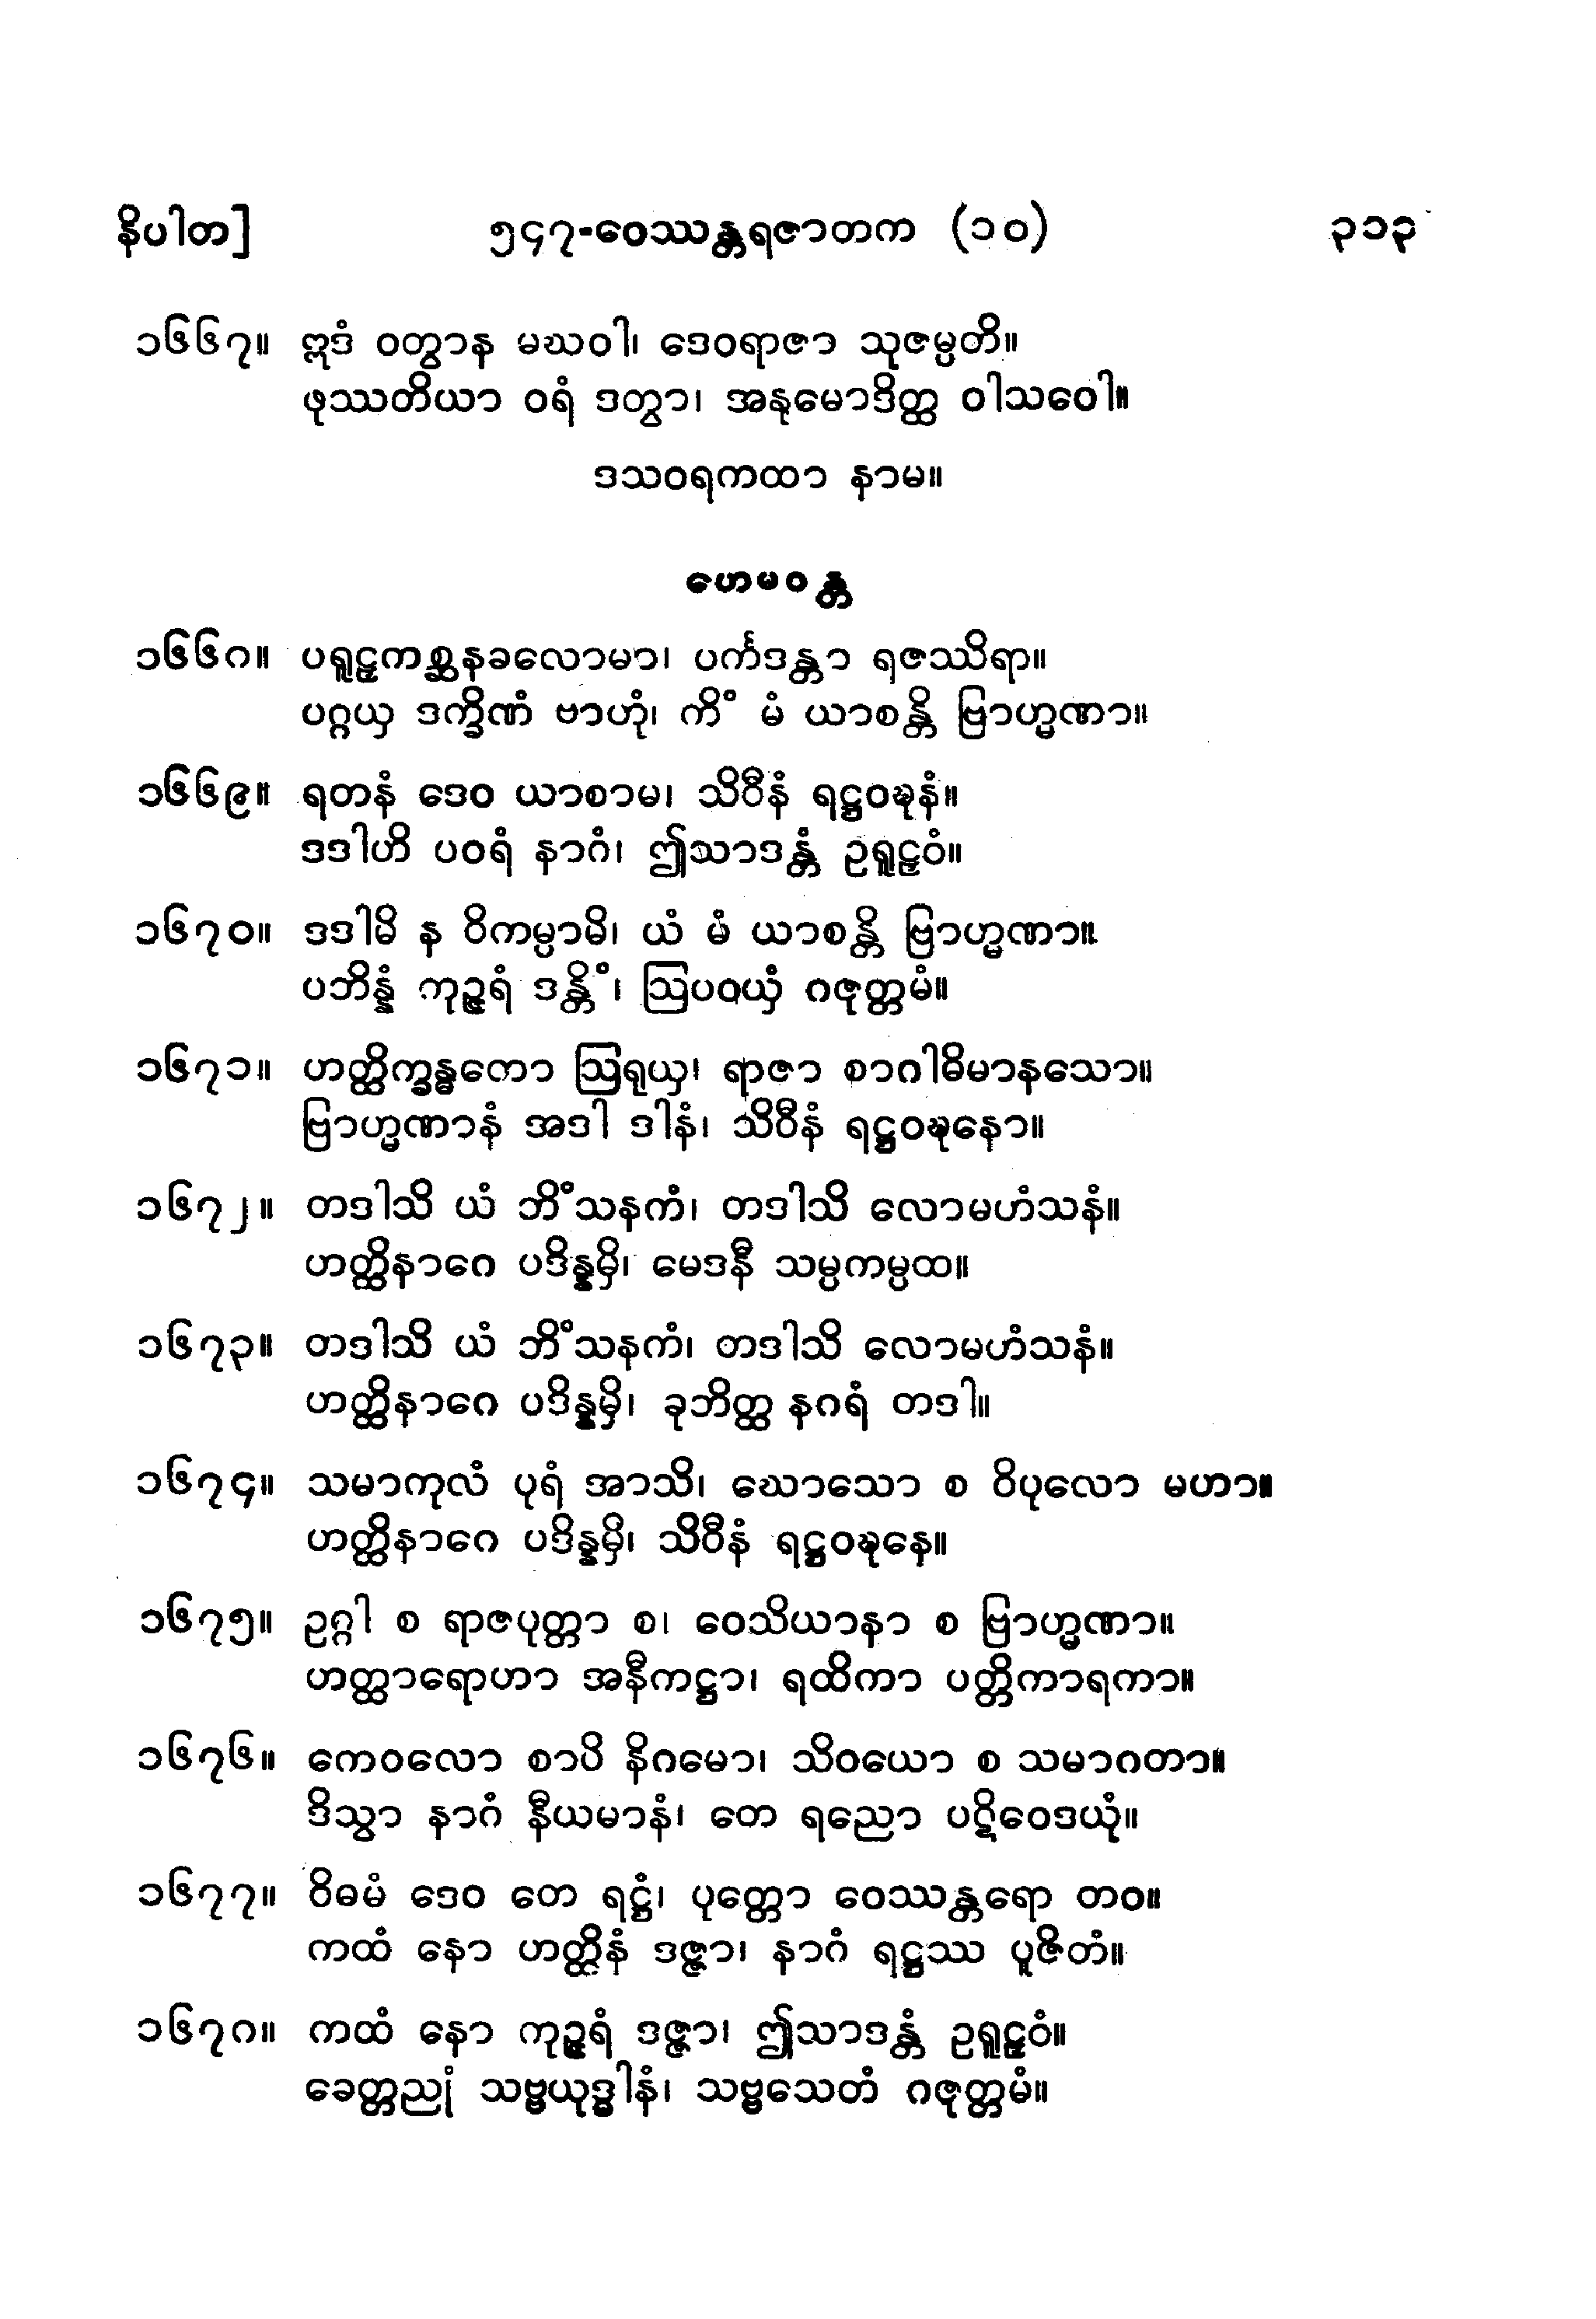 နိပါတ] ၅၄၇-ဝေဿန္တရဇာတက (၁၀) ၃၁၃
၁၆၆၇။ ဣဒံ ဝတွာန မဃဝါ၊ ဒေဝရာဇာ သုဇမ္ပတိ။
ဖုဿတိယာ ဝရံ ဒတွာ၊ အနုမောဒိတ္ထ ဝါသဝေါ။
ဒသဝရကထာ နာမ။
ဟေမဝန္တ
၁၆၆၈။ ပရူဠှကစ္ဆနခလောမာ၊ ပင်္ကဒန္တာ ရဇဿိရာ။
ပဂ္ဂယှ ဒက္ခိဏံ ဗာဟုံ၊ ကိံ မံ ယာစန္တိ ဗြာဟ္မဏာ။
၁၆၆၉။ ရတနံ ဒေဝ ယာစာမ၊ သိဝီနံ ရဋ္ဌဝဍ္ဎနံ။
ဒဒါဟိ ပဝရံ နာဂံ၊ ဤသာဒန္တံ ဥရူဠှဝံ။
၁၆၇၀။ ဒဒါမိ န ဝိကမ္ပာမိ၊ ယံ မံ ယာစန္တိ ဗြာဟ္မဏာ။
ပဘိန္နံ ကုဉ္ဇရံ ဒန္တိံ၊ ဩပဝယှံ ဂဇုတ္တမံ။
၁၆၇၁။ ဟတ္ထိက္ခန္ဓတော ဩရုယှ၊ ရာဇာ စာဂါဓိမာနသော။
ဗြာဟ္မဏာနံ အဒါ ဒါနံ၊ သိဝီနံ ရဋ္ဌဝဍ္ဎနော။
၁၆၇၂။ တဒါသိ ယံ ဘိံသနကံ၊ တဒါသိ လောမဟံသနံ။
ဟတ္ထိနာဂေ ပဒိန္နမှိ၊ မေဒနီ သမ္ပကမ္ပထ။
၁၆၇၃။ တဒါသိ ယံ ဘိံသနကံ၊ တဒါသိ လောမဟံသနံ။
ဟတ္ထိနာဂေ ပဒိန္နမှိ၊ ခုဘိတ္ထ နဂရံ တဒါ။
၁၆၇၄။ သမာကုလံ ပုရံ အာသိ၊ ဃောသော စ ဝိပုလော မဟာ။
ဟတ္ထိနာဂေ ပဒိန္နမှိ၊ သိဝီနံ ရဋ္ဌဝဍ္ဎနေ။
၁၆၇၅။ ဥဂ္ဂါ စ ရာဇပုတ္တာ စ၊ ဝေသိယာနာ စ ဗြာဟ္မဏာ။
ဟတ္ထာရောဟာ အနီကဋ္ဌာ၊ ရထိကာ ပတ္တိကာရကာ။
၁၆၇၆။ ကေဝလော စာပိ နိဂမော၊ သိဝယော စ သမာဂတာ။
ဒိသွာ နာဂံ နီယမာနံ၊ တေ ရညော ပဋိဝေဒယုံ။
၁၆၇၇။ ဝိဓမံ ဒေဝ တေ ရဋ္ဌံ၊ ပုတ္တော ဝေဿန္တရော တဝ။
ကထံ နော ဟတ္ထိနံ ဒဇ္ဇာ၊ နာဂံ ရဋ္ဌဿ ပူဇိတံ။
၁၆၇၈။ ကထံ နော ကုဉ္ဇရံ ဒဇ္ဇာ၊ ဤသာဒန္တံ ဥရူဠှဝံ။
ခေတ္တညုံ သဗ္ဗယုဒ္ဓါနံ၊ သဗ္ဗသေတံ ဂဇုတ္တမံ။